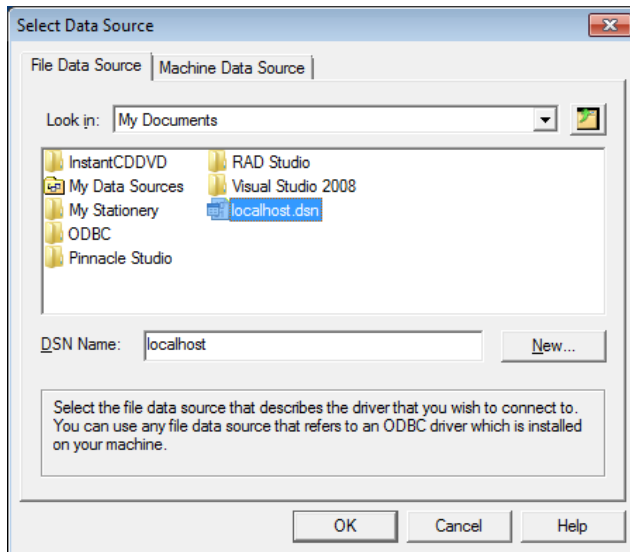 Select Data Source
File Data Source
Machine Data Source
Look in:
My Documents
InstantCDDVD
RAD Studio
My Data Sources
Visual Studio 2008
My Stationery
localhost.dsn
ODBC
Pinnacle Studio
DSN Name:
localhost
New...
Select the file data source that describes the driver that you wish to connect to.
You can use any file data source that refers to an ODBC driver which is installed
on your machine.
OK
Cancel
Help